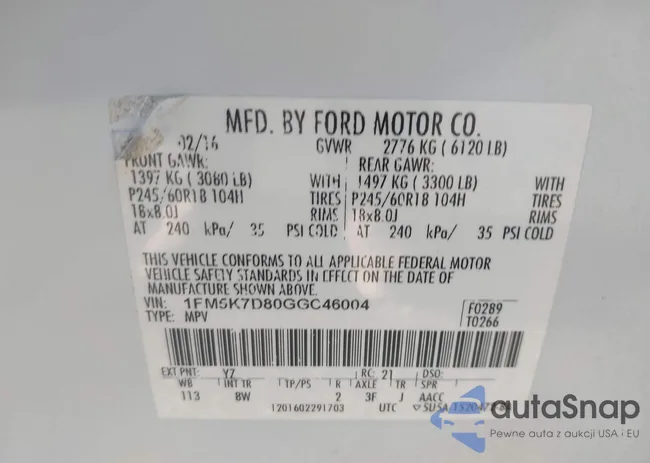 MFD. BY FORD MOTOR CO.
02/16 GVWR 2776 KG ( 6120 LB)
FRONT GAWR: REAR GAWR:
1397 KG ( 3080 LB) WITH 1497 KG ( 3300 LB) WITH
P245/60R18 104H TIRES P245/60R18 104H TIRES
18x8.0J RIMS 18x8.0J RIMS
AT 240 kPa/ 35 PSI COLD AT 240 kPa/ 35 PSI COLD
THIS VEHICLE CONFORMS TO ALL APPLICABLE FEDERAL MOTOR
VEHICLE SAFETY STANDARDS IN EFFECT ON THE DATE OF
MANUFACTURE SHOWN ABOVE.
VIN: 1FM5K7D80GGC46004 F0289
TYPE: MPV T0266
EXT PNT: YZ RC: 21 DSO:
WB INT TR TP/PS R AXLE TR SPR
113 BW 2 3F J AACC
1201602291703 UTC
autaSnap
Pewne auto z aukcji USA i EU